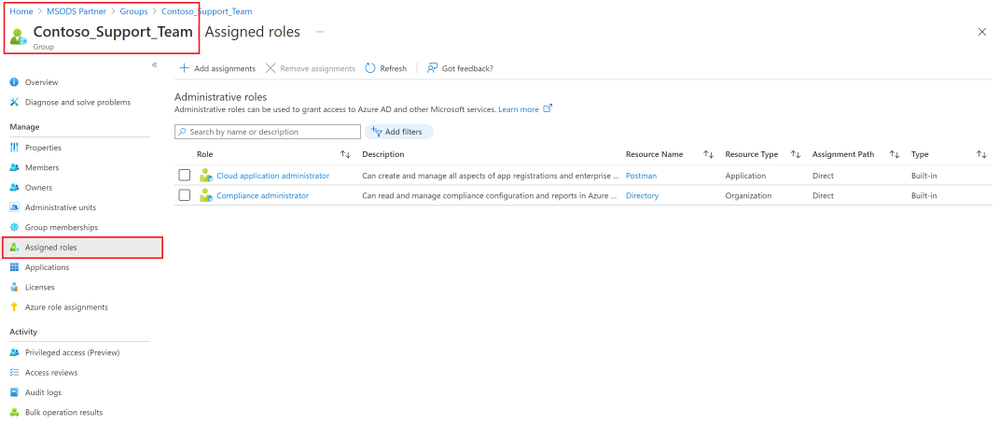 Home > MSODS Partner > Groups > Contoso_Support_Team
Contoso_Support_Team | Assigned roles ...
Group
Overview
Diagnose and solve problems
Manage
Properties
Members
Owners
Administrative units
Group memberships
Assigned roles
Applications
Licenses
Azure role assignments
Activity
Privileged access (Preview)
Access reviews
Audit logs
Bulk operation results
Add assignments Remove assignments Refresh Got feedback?
Administrative roles
Administrative roles can be used to grant access to Azure AD and other Microsoft services. Learn more
Search by name or description Add filters
Role Description Resource Name Resource Type Assignment Path Type
Cloud application administrator Can create and manage all aspects of app registrations and enterprise ... Postman Application Direct Built-in
Compliance administrator Can read and manage compliance configuration and reports in Azure ... Directory Organization Direct Built-in